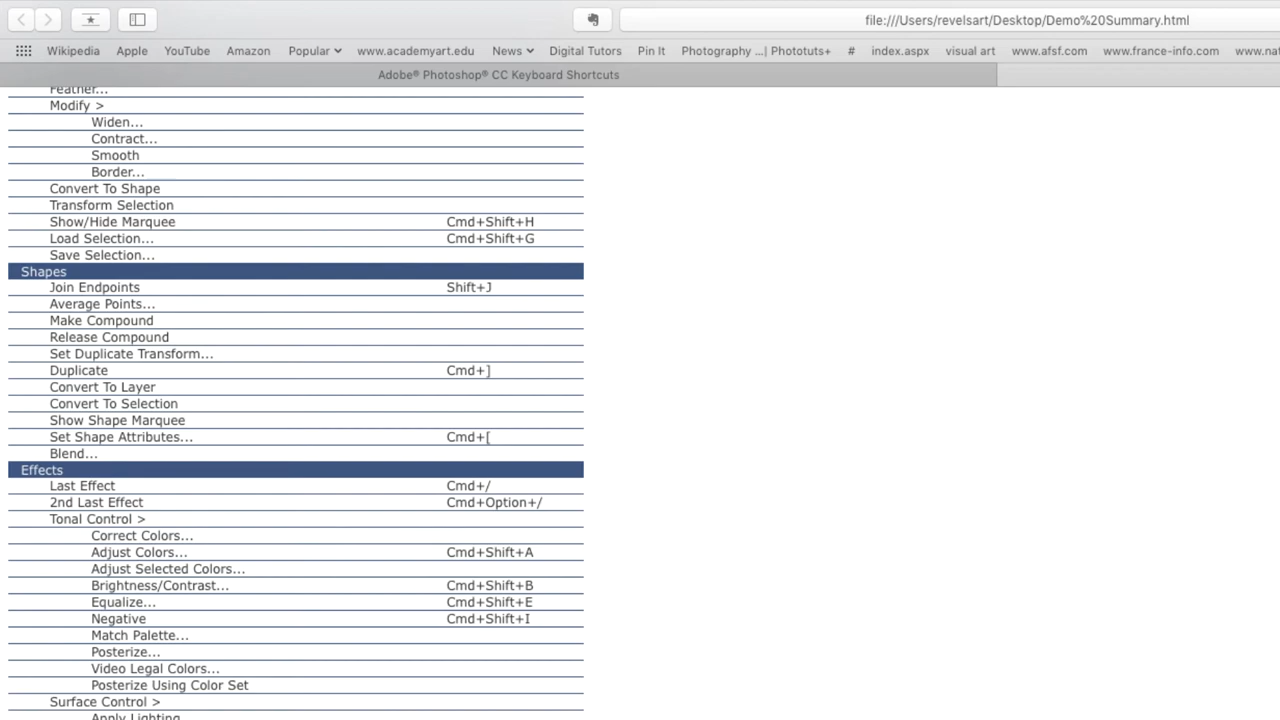 file:///Users/revelsart/Desktop/Demo%20Summary.html
Wikipedia Apple YouTube Amazon Popular www.academyart.edu News Digital Tutors Pin It Photography ...| Phototuts+ # index.aspx visual art www.afsf.com www.france-info.com www.nat
Adobe® Photoshop® CC Keyboard Shortcuts
Feather...
Modify >
Widen...
Contract...
Smooth
Border...
Convert To Shape
Transform Selection
Show/Hide Marquee Cmd+Shift+H
Load Selection... Cmd+Shift+G
Save Selection...
Shapes
Join Endpoints Shift+J
Average Points...
Make Compound
Release Compound
Set Duplicate Transform...
Duplicate Cmd+]
Convert To Layer
Convert To Selection
Show Shape Marquee
Set Shape Attributes... Cmd+[
Blend...
Effects
Last Effect Cmd+/
2nd Last Effect Cmd+Option+/
Tonal Control >
Correct Colors...
Adjust Colors... Cmd+Shift+A
Adjust Selected Colors...
Brightness/Contrast... Cmd+Shift+B
Equalize... Cmd+Shift+E
Negative Cmd+Shift+I
Match Palette...
Posterize...
Video Legal Colors...
Posterize Using Color Set
Surface Control >
Apply Lighting